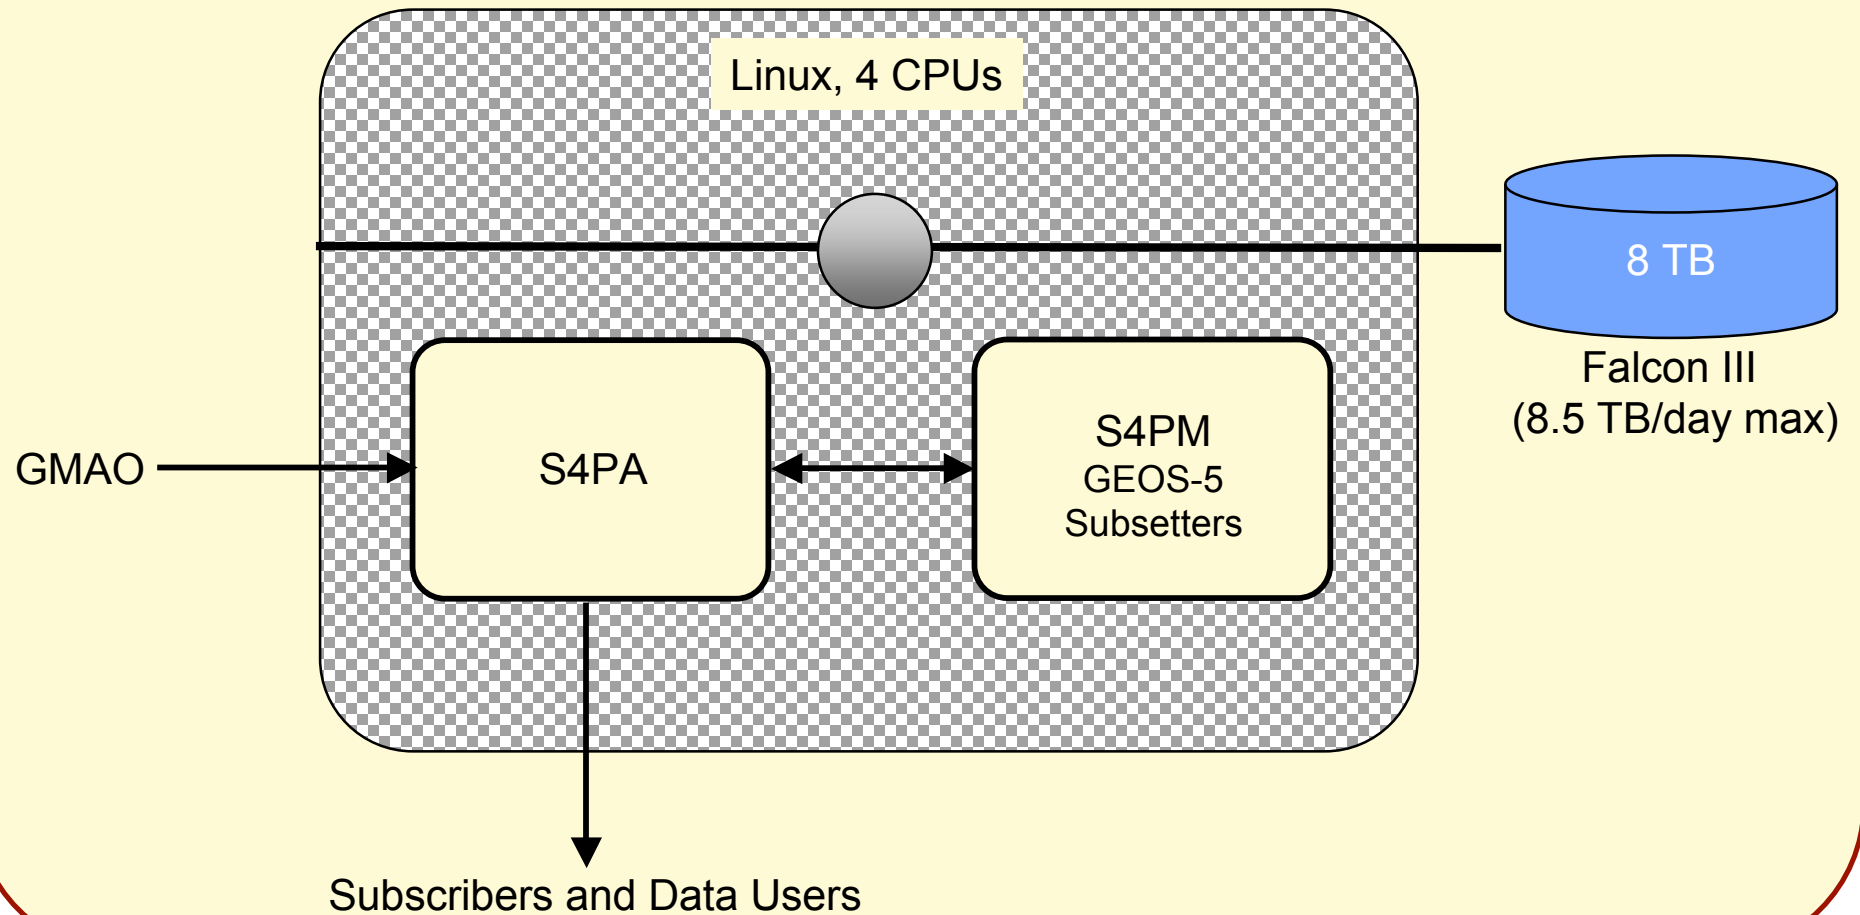 Linux, 4 CPUs
8 TB
Falcon III
(8.5 TB/day max)
GMAO
S4PA
S4PM
GEOS-5
Subsetters
Subscribers and Data Users